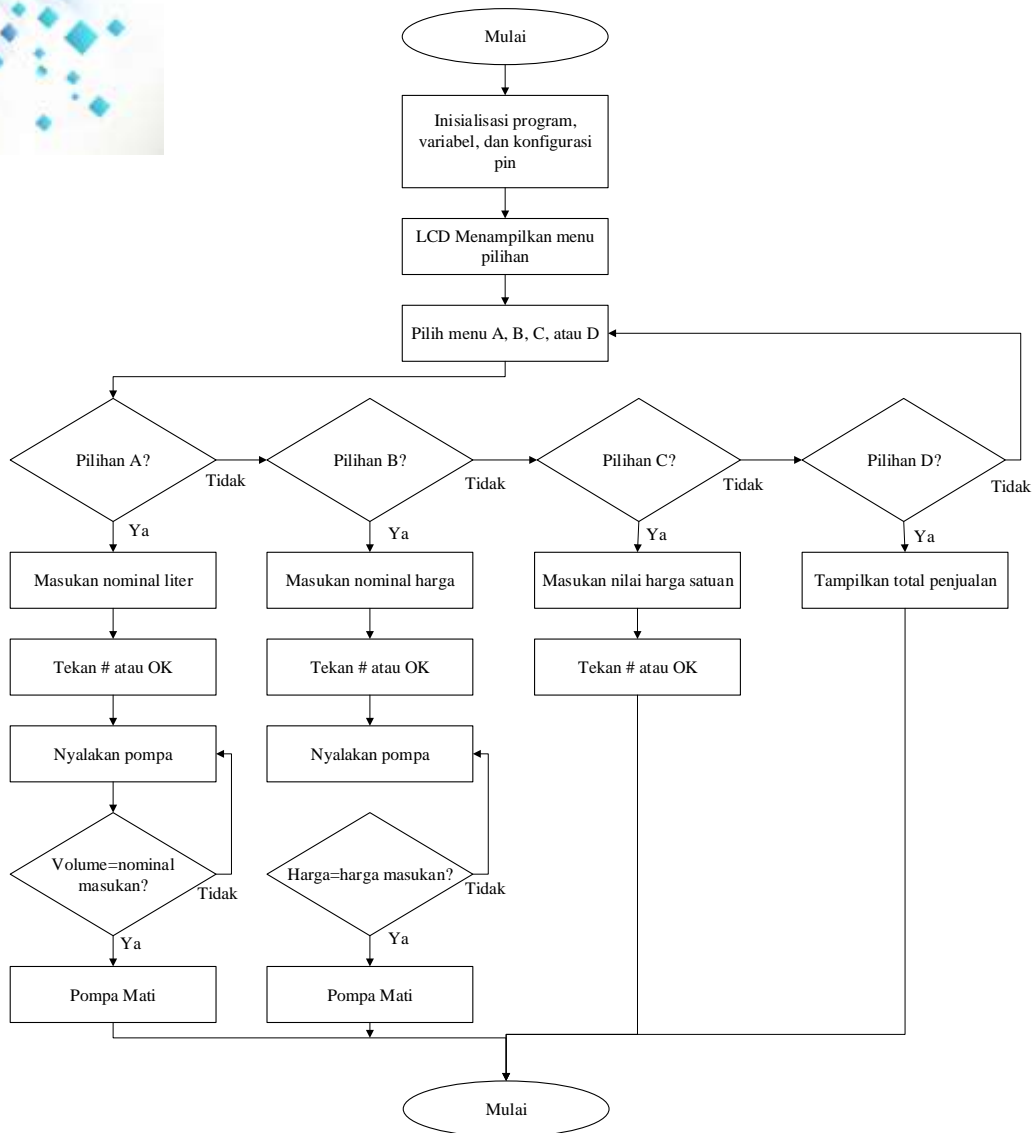 Mulai
Inisialisasi program,
variabel, dan konfigurasi
pin
LCD Menampilkan menu
pilihan
Pilih menu A, B, C, atau D
Pilihan A?
Tidak
Pilihan B?
Tidak
Pilihan C?
Tidak
Pilihan D?
Tidak
Ya
Ya
Ya
Ya
Masukan nominal liter
Masukan nominal harga
Masukan nilai harga satuan
Tampilkan total penjualan
Tekan # atau OK
Tekan # atau OK
Tekan # atau OK
Nyalakan pompa
Nyalakan pompa
Volume=nominal
masukan?
Tidak
Harga=harga masukan?
Tidak
Ya
Ya
Pompa Mati
Pompa Mati
Mulai